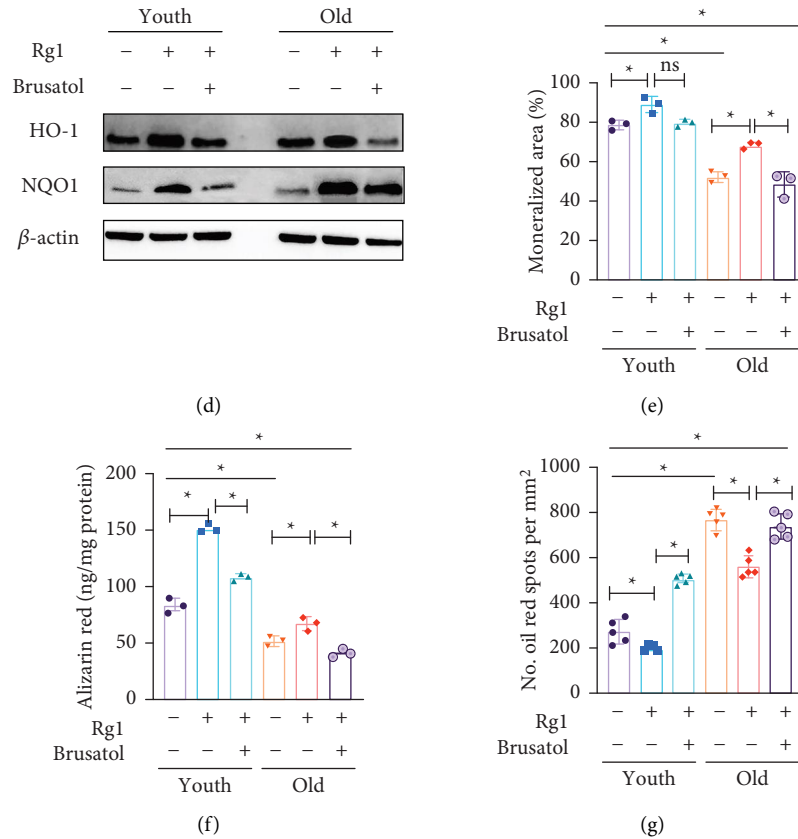 Youth Old
Rg1 − + + − + +
Brusatol − − + − − +
HO-1
NQO1
β-actin
(d)
* 
*
* ns * *
100
80
60
40
20
0
Moneralized area (%)
Rg1 − + + − + +
Brusatol − − + − − +
Youth Old
(e)
*
*
* * * *
200
150
100
50
0
Alizarin red (ng/mg protein)
Rg1 − + + − + +
Brusatol − − + − − +
Youth Old
(f)
*
*
* * * *
1000
800
600
400
200
0
No. oil red spots per mm²
Rg1 − + + − + +
Brusatol − − + − − +
Youth Old
(g)